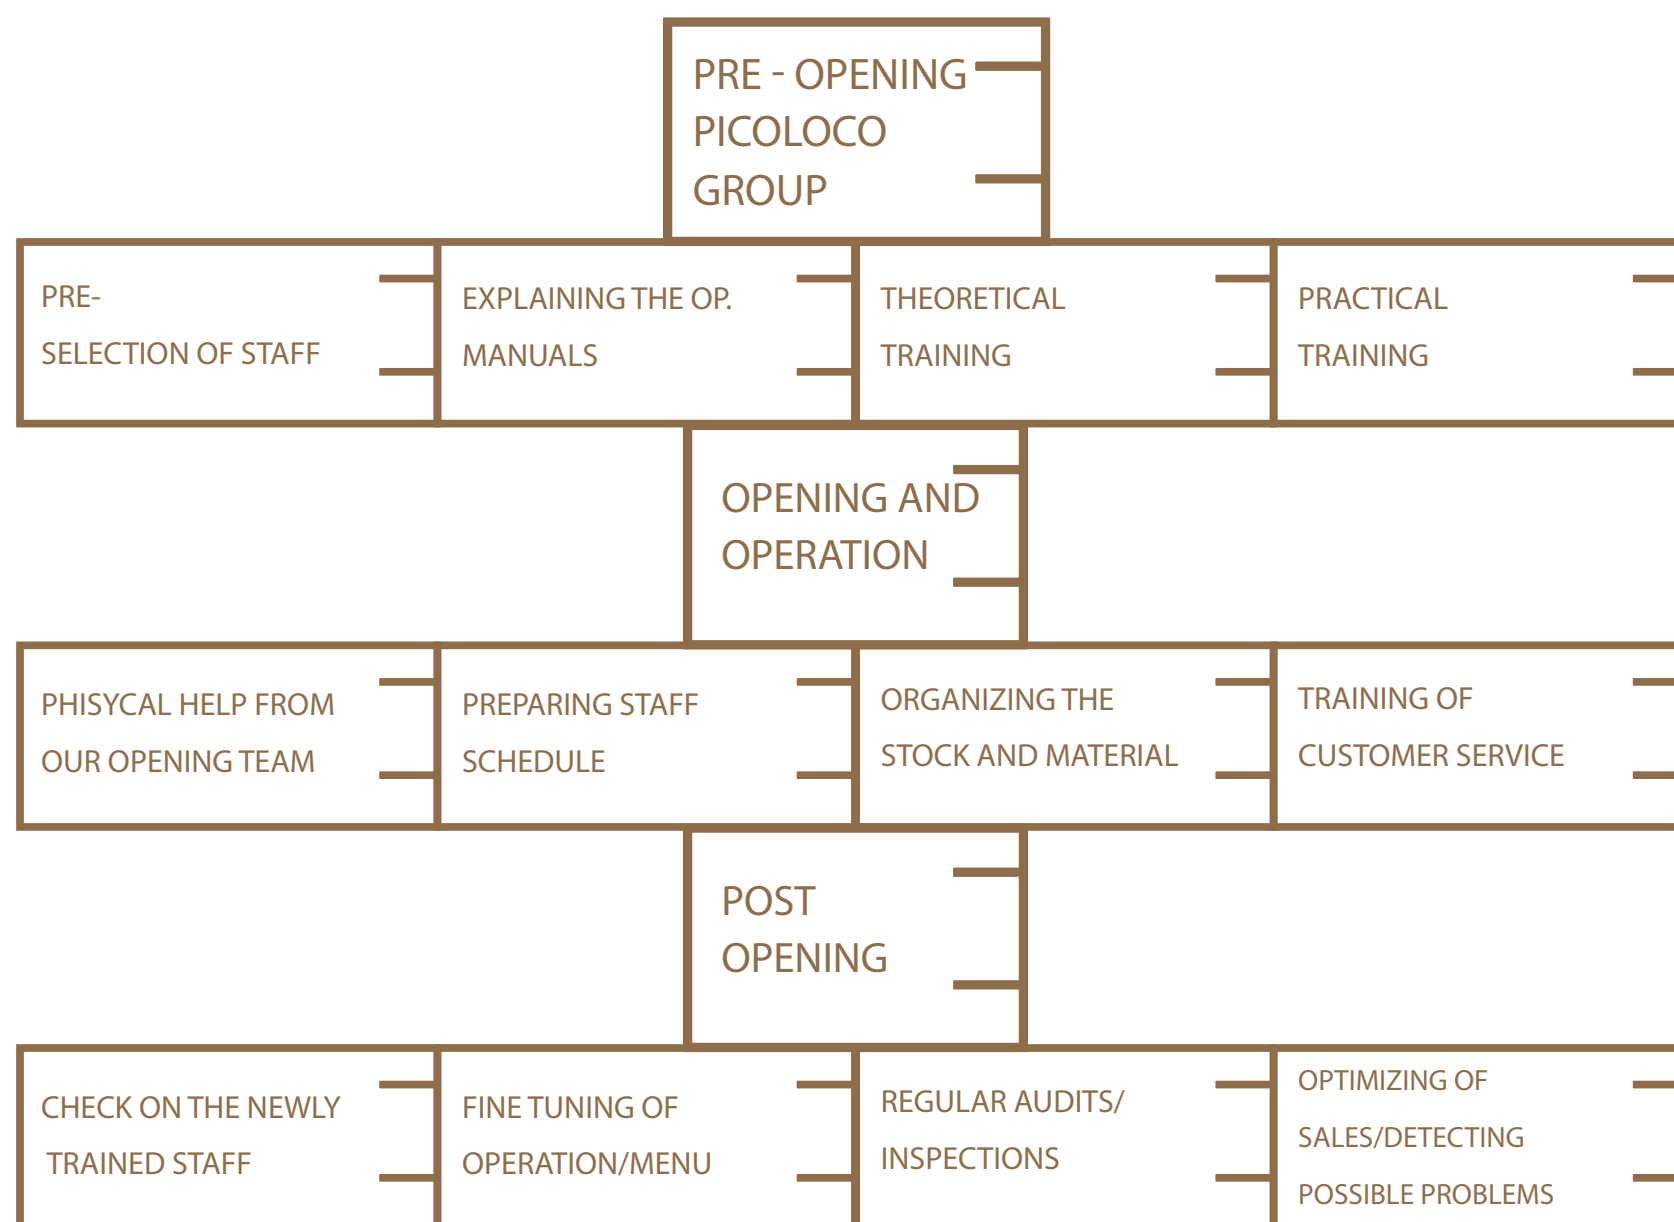 PRE - OPENING
PICOLOCO
GROUP
PRE-
SELECTION OF STAFF
EXPLAINING THE OP.
MANUALS
THEORETICAL
TRAINING
PRACTICAL
TRAINING
OPENING AND
OPERATION
PHISYCAL HELP FROM
OUR OPENING TEAM
PREPARING STAFF
SCHEDULE
ORGANIZING THE
STOCK AND MATERIAL
TRAINING OF
CUSTOMER SERVICE
POST
OPENING
CHECK ON THE NEWLY
TRAINED STAFF
FINE TUNING OF
OPERATION/MENU
REGULAR AUDITS/
INSPECTIONS
OPTIMIZING OF
SALES/DETECTING
POSSIBLE PROBLEMS